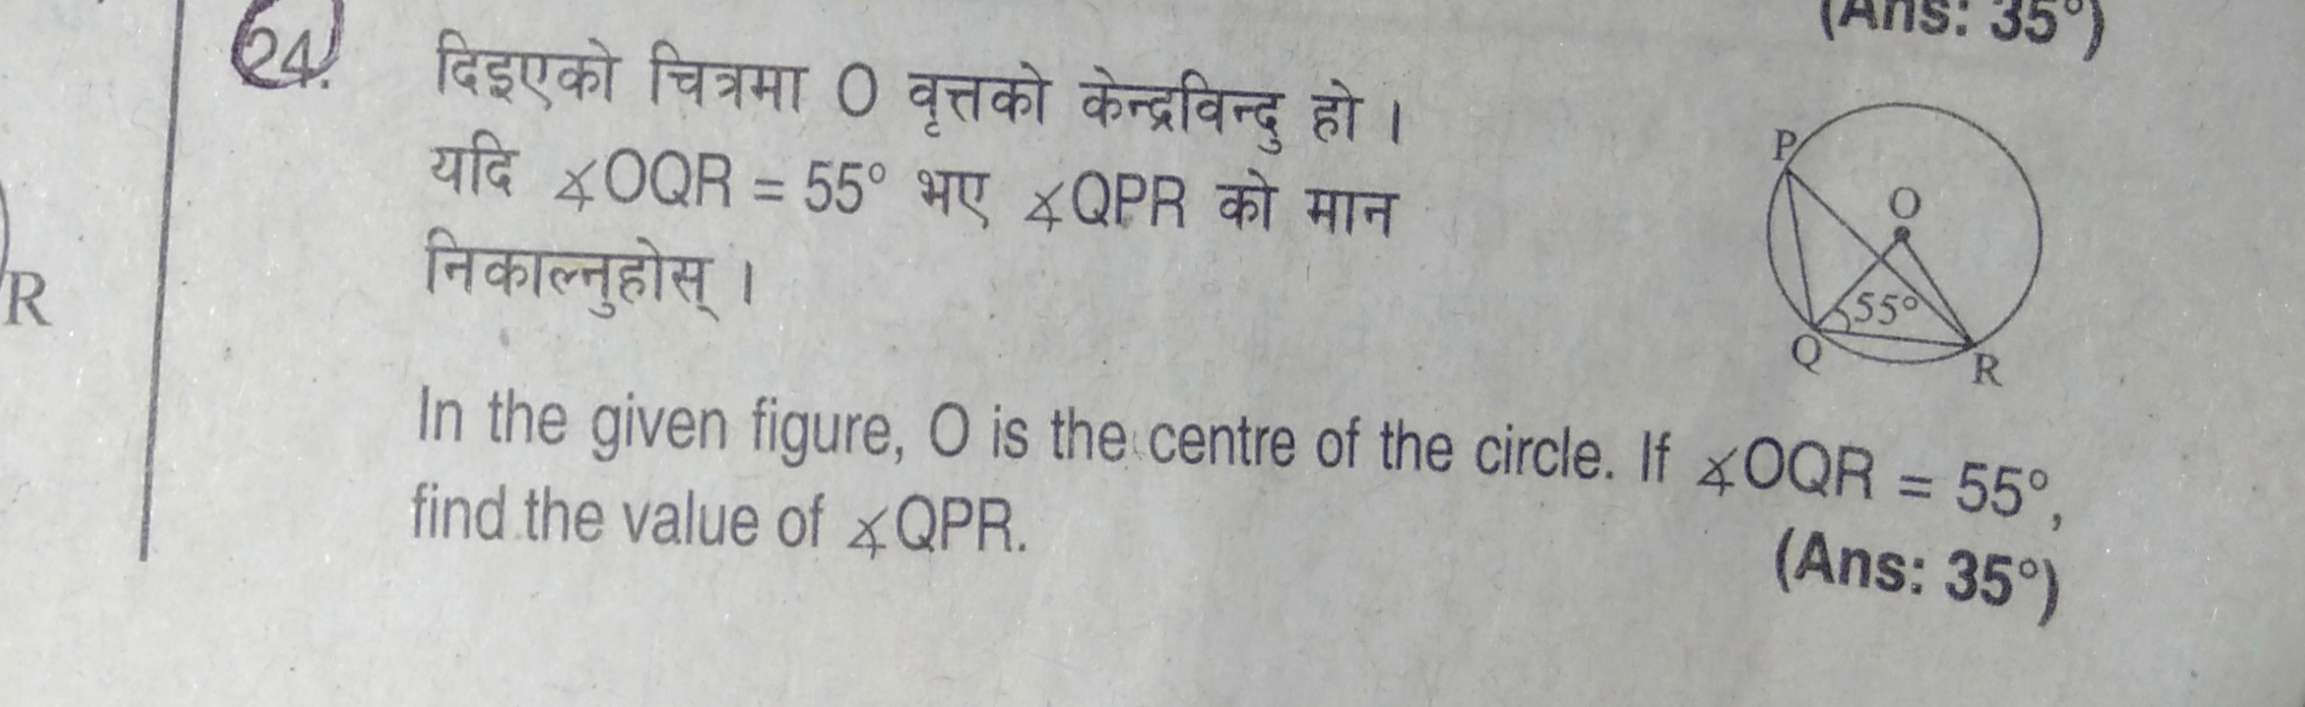 (Ans: 35°)
24.
दिइएको चित्रमा O वृत्तको केन्द्रविन्दु हो ।
यदि ∡OQR = 55° भए ∡QPR को मान
निकाल्नुहोस् ।
P
O
55°
Q
R
R
In the given figure, O is the centre of the circle. If ∡OQR = 55°,
find the value of ∡QPR.
(Ans: 35°)